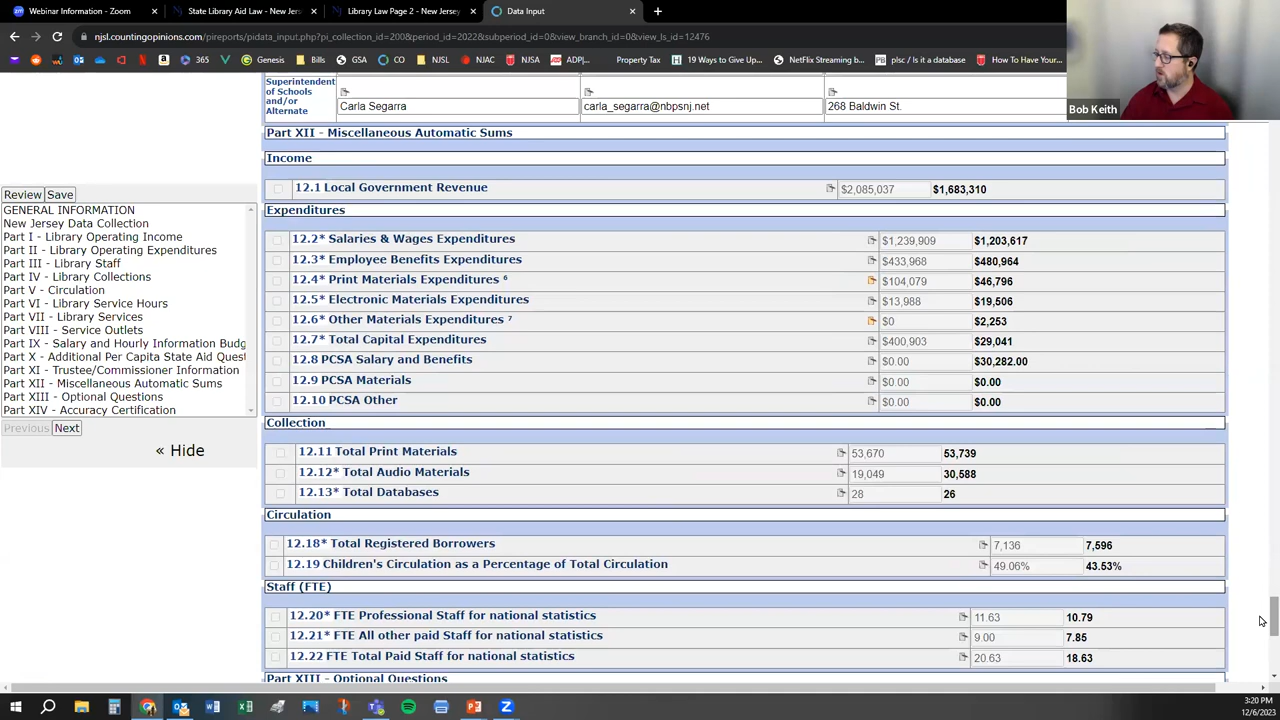 Webinar Information - Zoom
State Library Aid Law - New Jer
Library Law Page 2 - New Jersey
Data Input
njsl.countingopinions.com/pireports/pidata_input.php?pi_collection_id=200&period_id=2022&subperiod_id=0&view_branch_id=0&view_ls_id=12476
365 Genesis Bills GSA CO NJSL NJAC NJSA ADP|... Property Tax 19 Ways to Give Up... NetFlix Streaming b... plsc / Is it a database How To Have Your...
Bob Keith
Superintendent
of Schools
and/or
Alternate
Carla Segarra carla_segarra@nbpsnj.net 268 Baldwin St.
Part XII - Miscellaneous Automatic Sums
Income
12.1 Local Government Revenue $2,085,037 $1,683,310
Expenditures
12.2* Salaries & Wages Expenditures $1,239,909 $1,203,617
12.3* Employee Benefits Expenditures $433,968 $480,964
12.4* Print Materials Expenditures ⁶ $104,079 $46,796
12.5* Electronic Materials Expenditures $13,988 $19,506
12.6* Other Materials Expenditures ⁷ $0 $2,253
12.7* Total Capital Expenditures $400,903 $29,041
12.8 PCSA Salary and Benefits $0.00 $30,282.00
12.9 PCSA Materials $0.00 $0.00
12.10 PCSA Other $0.00 $0.00
Collection
12.11 Total Print Materials 53,670 53,739
12.12* Total Audio Materials 19,049 30,588
12.13* Total Databases 28 26
Circulation
12.18* Total Registered Borrowers 7,136 7,596
12.19 Children's Circulation as a Percentage of Total Circulation 49.06% 43.53%
Staff (FTE)
12.20* FTE Professional Staff for national statistics 11.63 10.79
12.21* FTE All other paid Staff for national statistics 9.00 7.85
12.22 FTE Total Paid Staff for national statistics 20.63 18.63
Part XIII - Optional Questions
Review Save
GENERAL INFORMATION
New Jersey Data Collection
Part I - Library Operating Income
Part II - Library Operating Expenditures
Part III - Library Staff
Part IV - Library Collections
Part V - Circulation
Part VI - Library Service Hours
Part VII - Library Services
Part VIII - Service Outlets
Part IX - Salary and Hourly Information Budg
Part X - Additional Per Capita State Aid Quest
Part XI - Trustee/Commissioner Information
Part XII - Miscellaneous Automatic Sums
Part XIII - Optional Questions
Part XIV - Accuracy Certification
Previous Next
« Hide
3:20 PM
12/6/2023